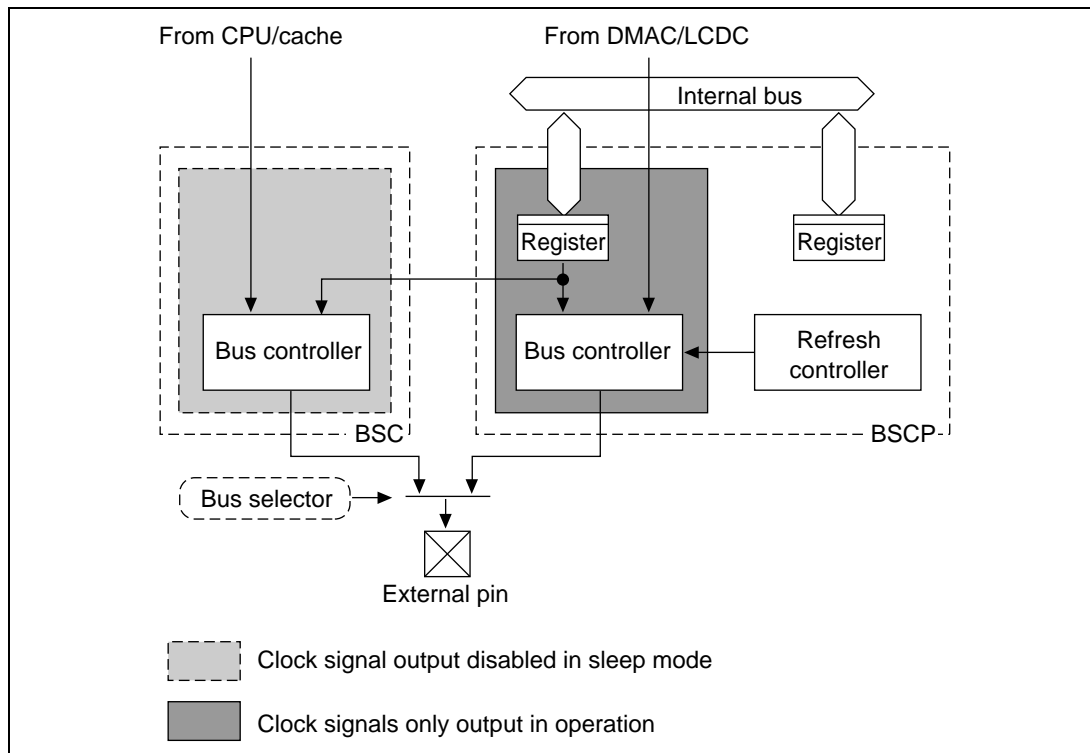 From CPU/cache
From DMAC/LCDC
Internal bus
Register
Register
Bus controller
Bus controller
Refresh
controller
BSC
BSCP
Bus selector
External pin
Clock signal output disabled in sleep mode
Clock signals only output in operation